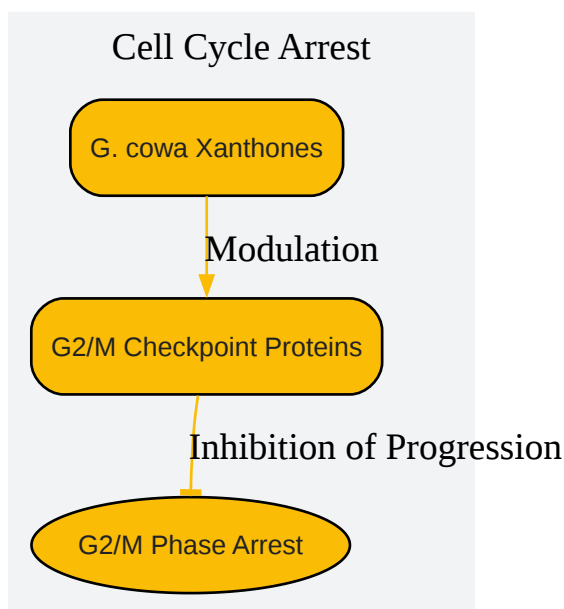 Cell Cycle Arrest
G. cowa Xanthones
Modulation
G2/M Checkpoint Proteins
Inhibition of Progression
G2/M Phase Arrest